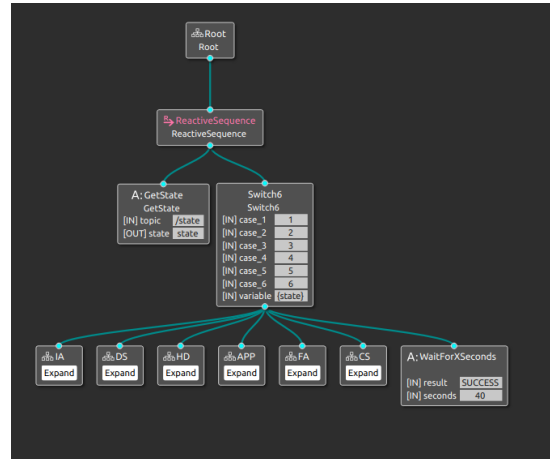 Root
Root
ReactiveSequence
ReactiveSequence
A: GetState
GetState
[IN] topic /state
[OUT] state state
Switch6
Switch6
[IN] case_1 1
[IN] case_2 2
[IN] case_3 3
[IN] case_4 4
[IN] case_5 5
[IN] case_6 6
[IN] variable {state}
IA
Expand
DS
Expand
HD
Expand
APP
Expand
FA
Expand
CS
Expand
A: WaitForXSeconds
[IN] result SUCCESS
[IN] seconds 40